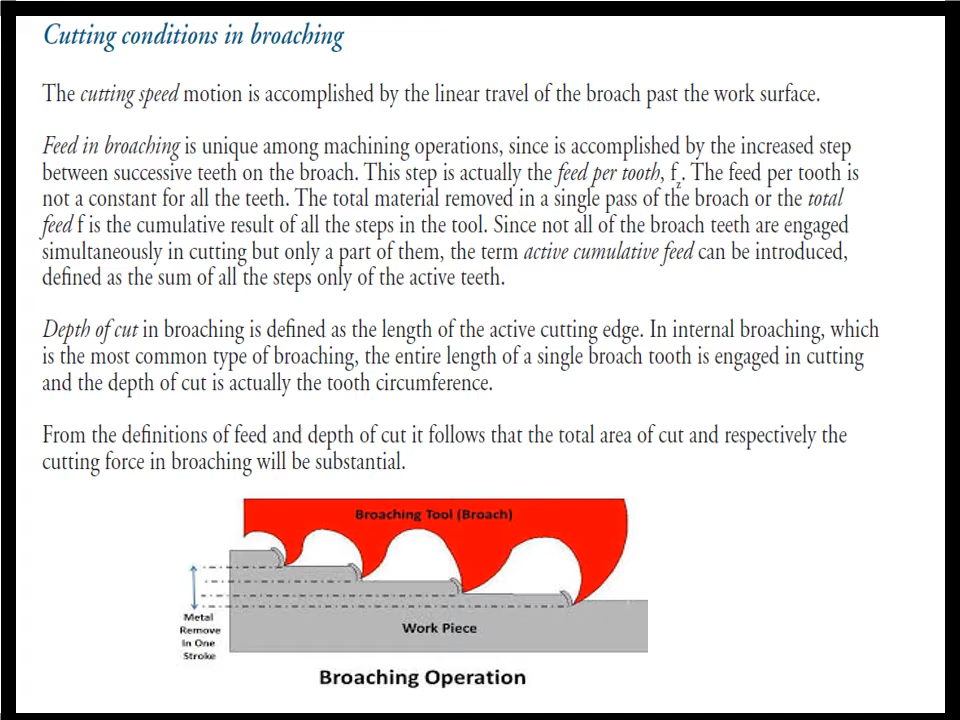 Cutting conditions in broaching
The cutting speed motion is accomplished by the linear travel of the broach past the work surface.
Feed in broaching is unique among machining operations, since is accomplished by the increased step
between successive teeth on the broach. This step is actually the feed per tooth, fz. The feed per tooth is
not a constant for all the teeth. The total material removed in a single pass of the broach or the total
feed f is the cumulative result of all the steps in the tool. Since not all of the broach teeth are engaged
simultaneously in cutting but only a part of them, the term active cumulative feed can be introduced,
defined as the sum of all the steps only of the active teeth.
Depth of cut in broaching is defined as the length of the active cutting edge. In internal broaching, which
is the most common type of broaching, the entire length of a single broach tooth is engaged in cutting
and the depth of cut is actually the tooth circumference.
From the definitions of feed and depth of cut it follows that the total area of cut and respectively the
cutting force in broaching will be substantial.
Broaching Tool (Broach)
Metal
Remove
In One
Stroke
Work Piece
Broaching Operation